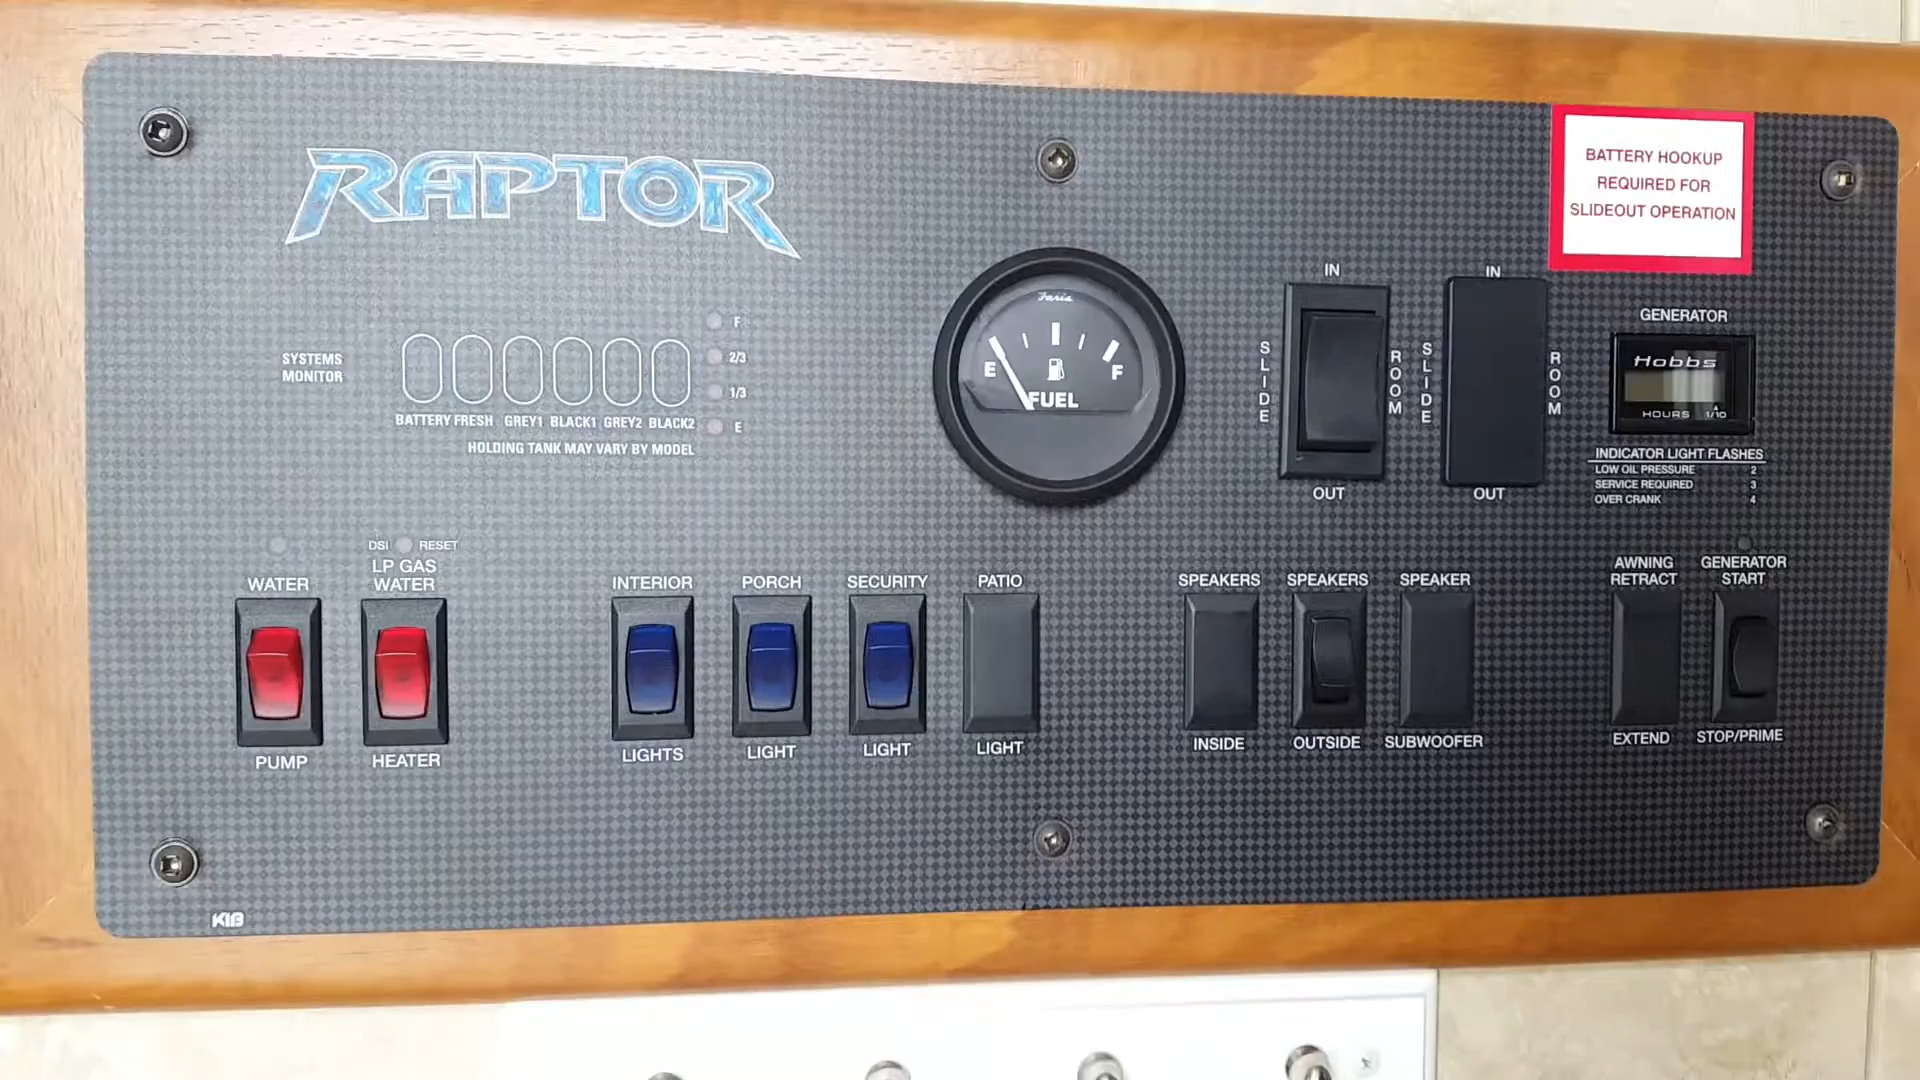 RAPTOR
BATTERY HOOKUP
REQUIRED FOR
SLIDEOUT OPERATION
SYSTEMS
MONITOR
BATTERY FRESH GREY1 BLACK1 GREY2 BLACK2
HOLDING TANK MAY VARY BY MODEL
F
2/3
1/3
E
Faria
E F
FUEL
IN
SLIDE
ROOM
OUT
IN
SLIDE
ROOM
OUT
GENERATOR
Hobbs
HOURS 1/10
INDICATOR LIGHT FLASHES
LOW OIL PRESSURE 2
SERVICE REQUIRED 3
OVER CRANK 4
WATER
PUMP
DSI RESET
LP GAS
WATER
HEATER
INTERIOR
LIGHTS
PORCH
LIGHT
SECURITY
LIGHT
PATIO
LIGHT
SPEAKERS
INSIDE
SPEAKERS
OUTSIDE
SPEAKER
SUBWOOFER
AWNING
RETRACT
EXTEND
GENERATOR
START
STOP/PRIME
KIB